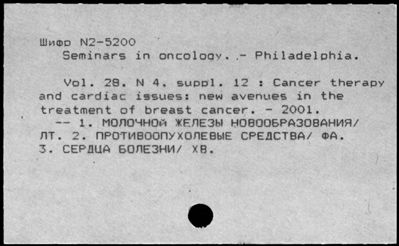 Шифр N2-5200
Seminars in oncology. - Philadelphia.
Vol. 28, N 4, suppl. 12 : Cancer therapy
and cardiac issues: new avenues in the
treatment of breast cancer. - 2001.
-- 1. МОЛОЧНОЙ ЖЕЛЕЗЫ НОВООБРАЗОВАНИЯ/
ЛТ. 2. ПРОТИВООПУХОЛЕВЫЕ СРЕДСТВА/ ФА.
3. СЕРДЦА БОЛЕЗНИ/ ХВ.